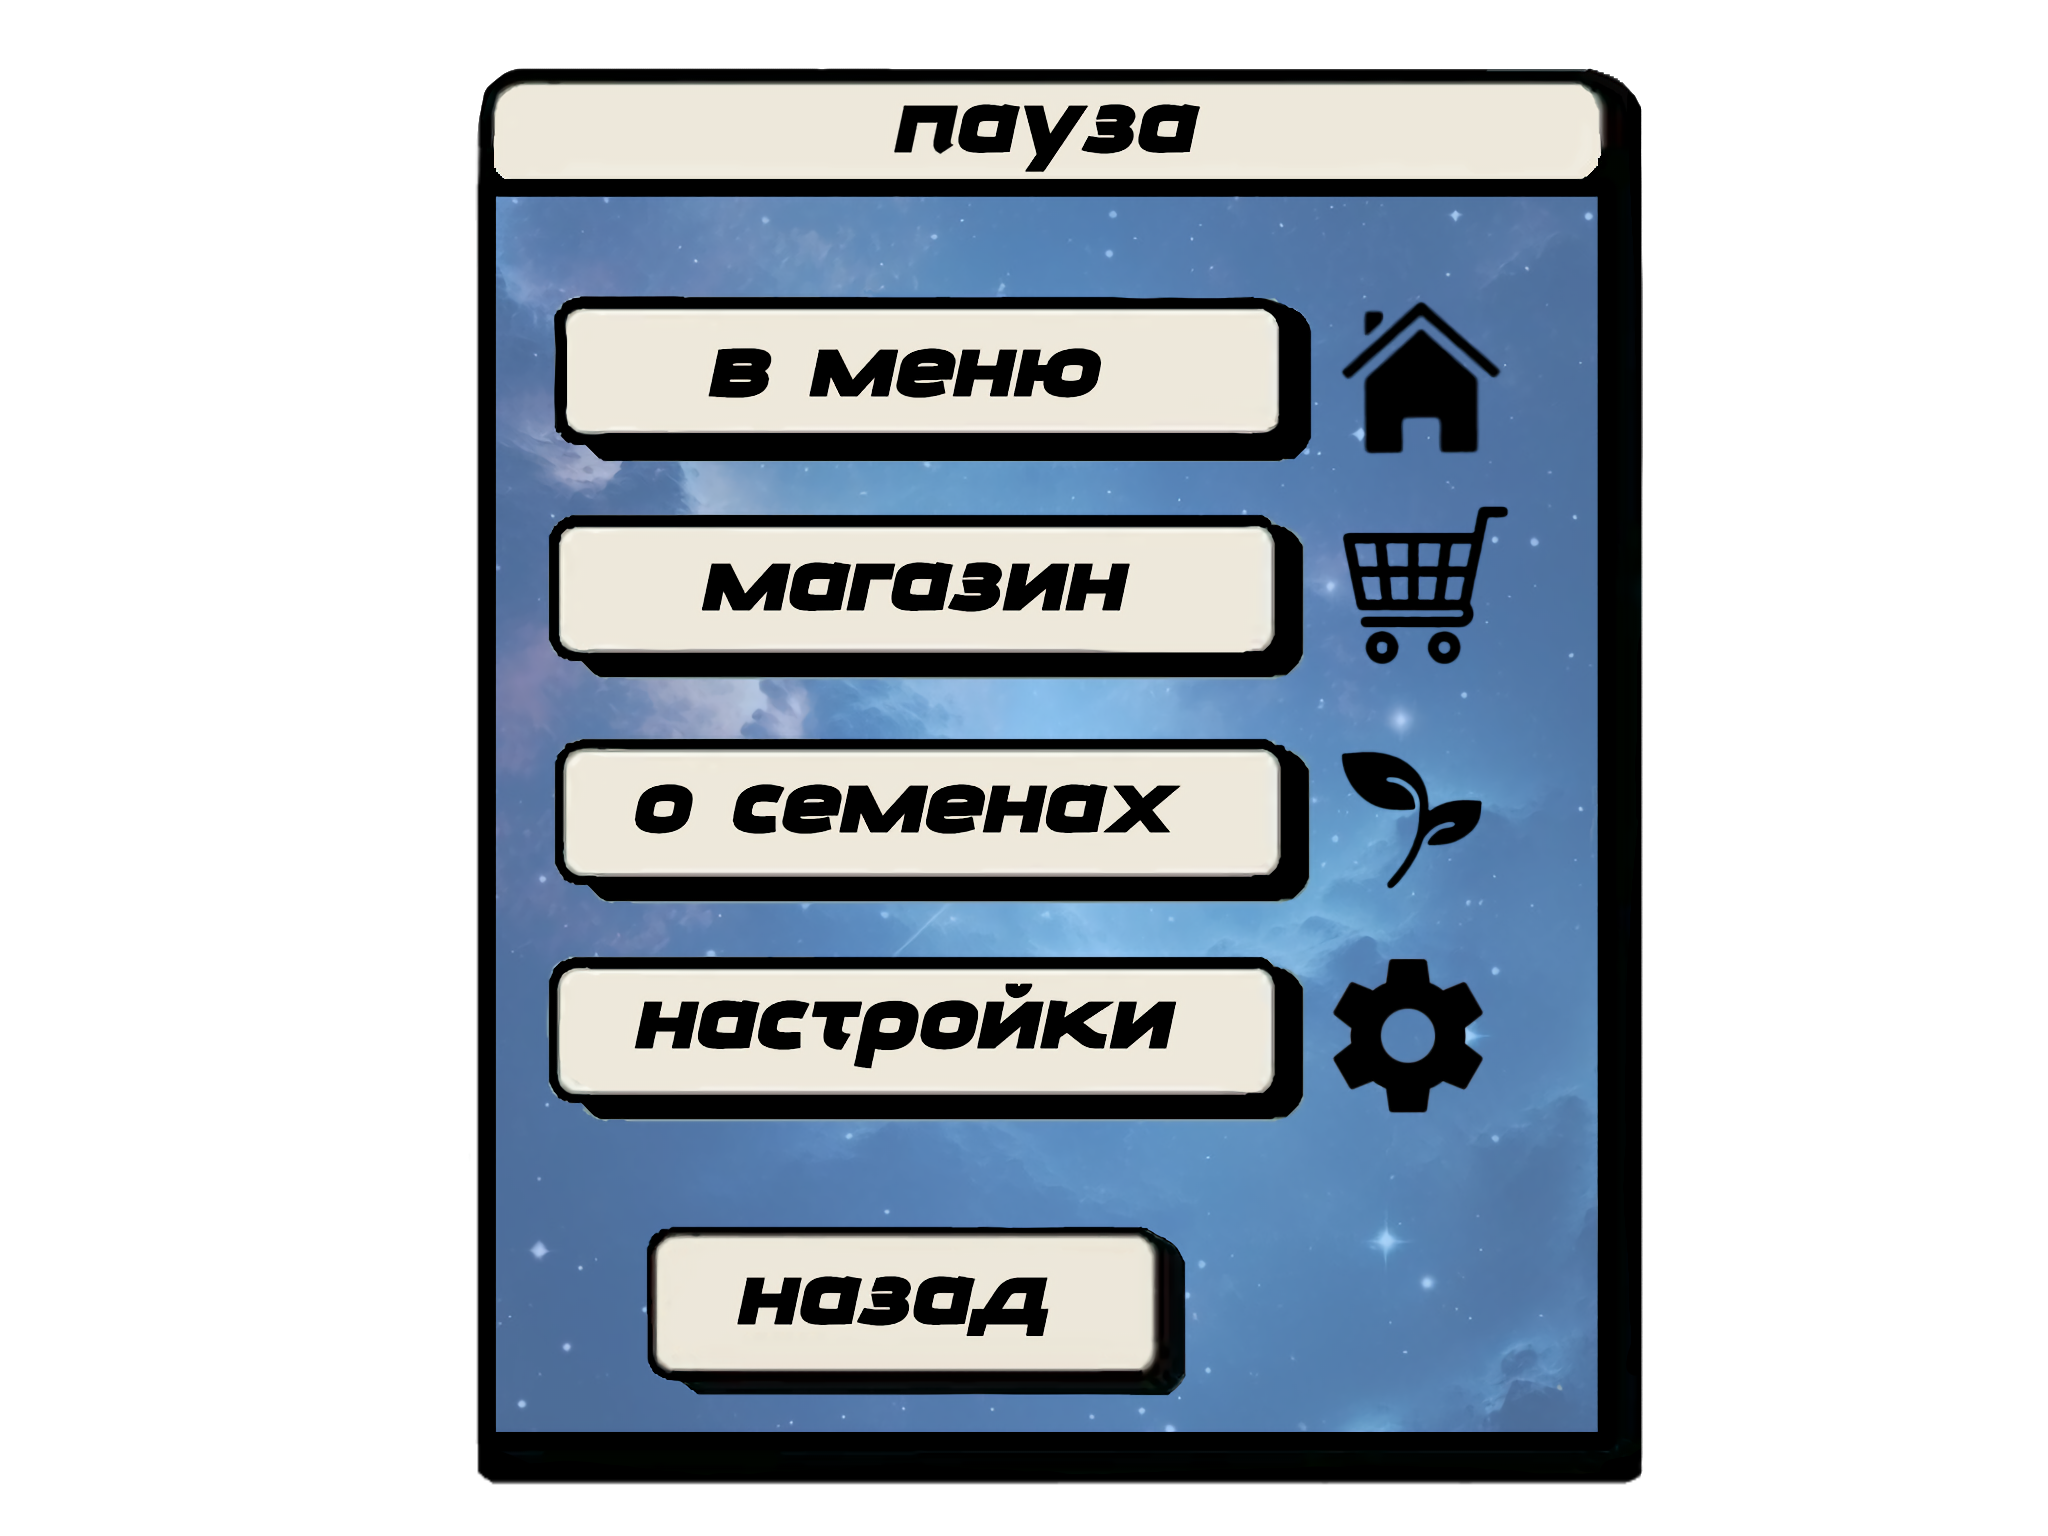 пауза
в меню
магазин
о семенах
настройки
назад